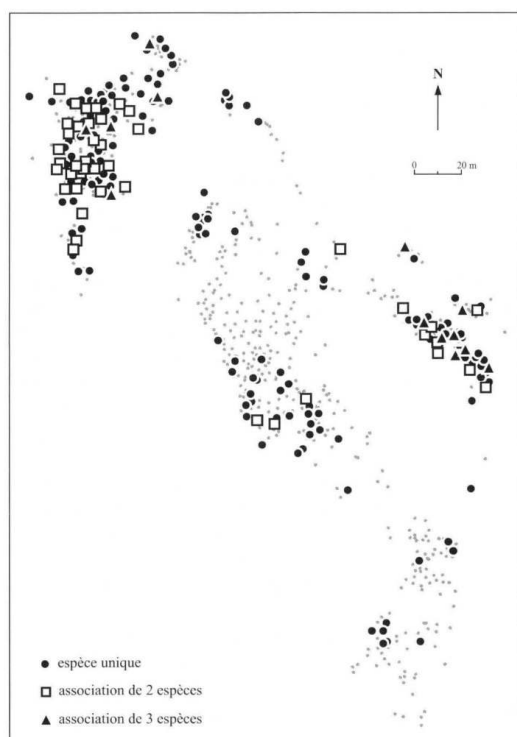 N
0 20 m
espèce unique
association de 2 espèces
association de 3 espèces